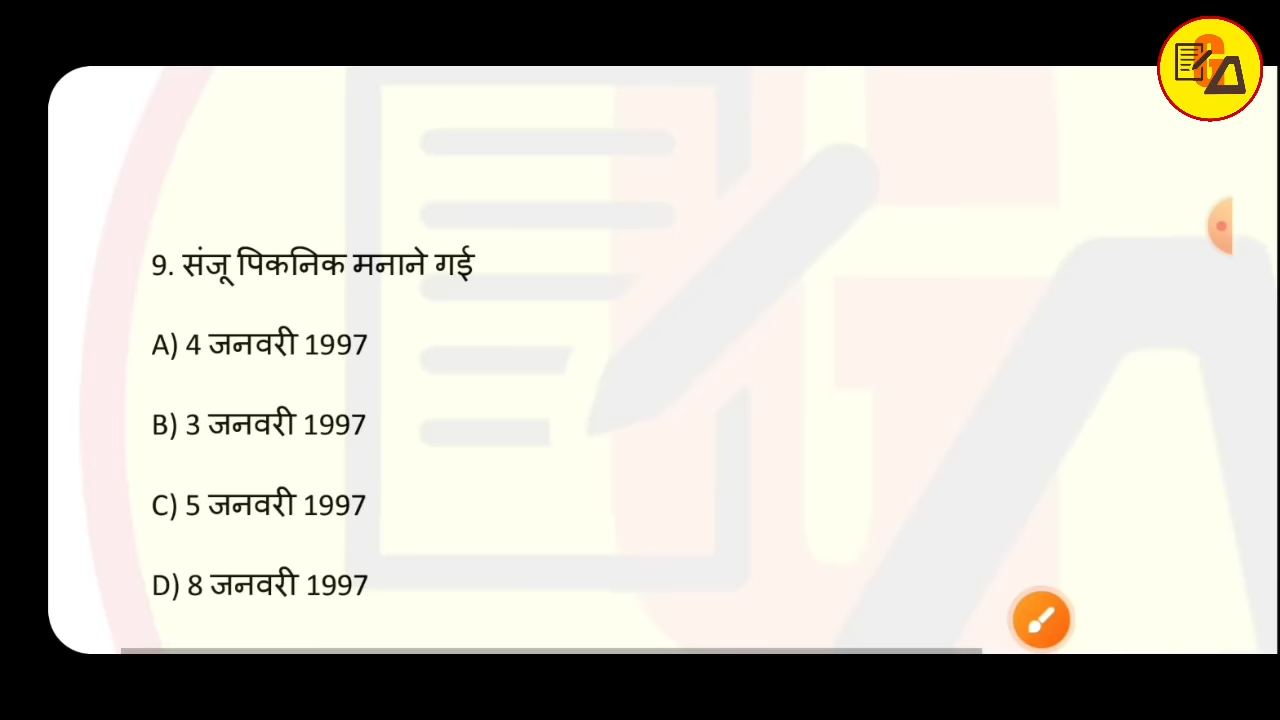 9. संजू पिकनिक मनाने गई
A) 4 जनवरी 1997
B) 3 जनवरी 1997
C) 5 जनवरी 1997
D) 8 जनवरी 1997